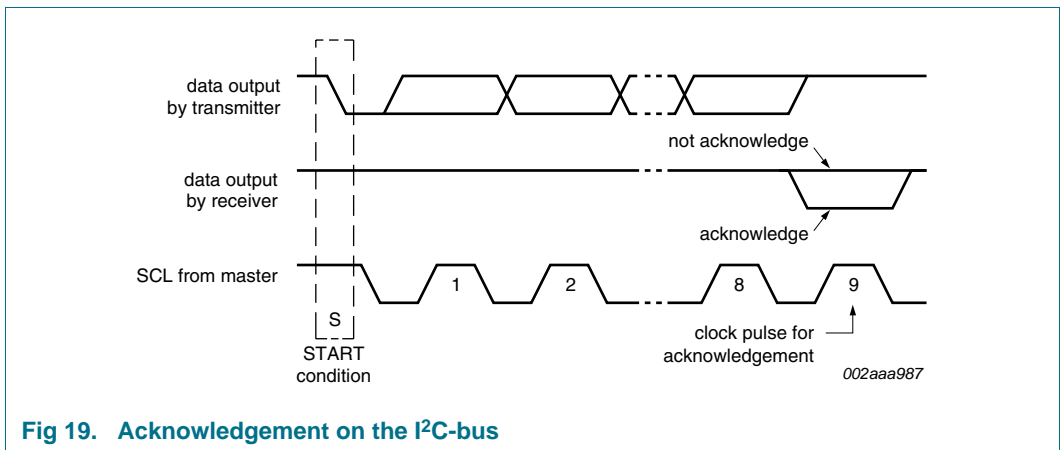 data output
by transmitter
not acknowledge
data output
by receiver
acknowledge
SCL from master
1
2
8
9
S
START
condition
clock pulse for
acknowledgement
002aaa987
Fig 19. Acknowledgement on the I²C-bus